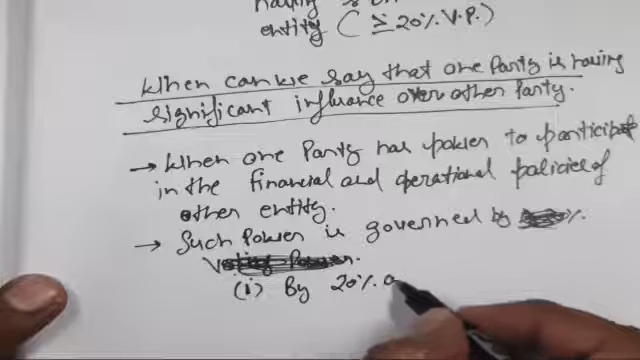 entity ( ≥ 20% V.P.)
When can we say that one Party is having
significant influence over other Party.
→ When one Party has power to particip
in the financial and operational policies of
other entity.
→ Such Power is governed by %.
(i) By 20%